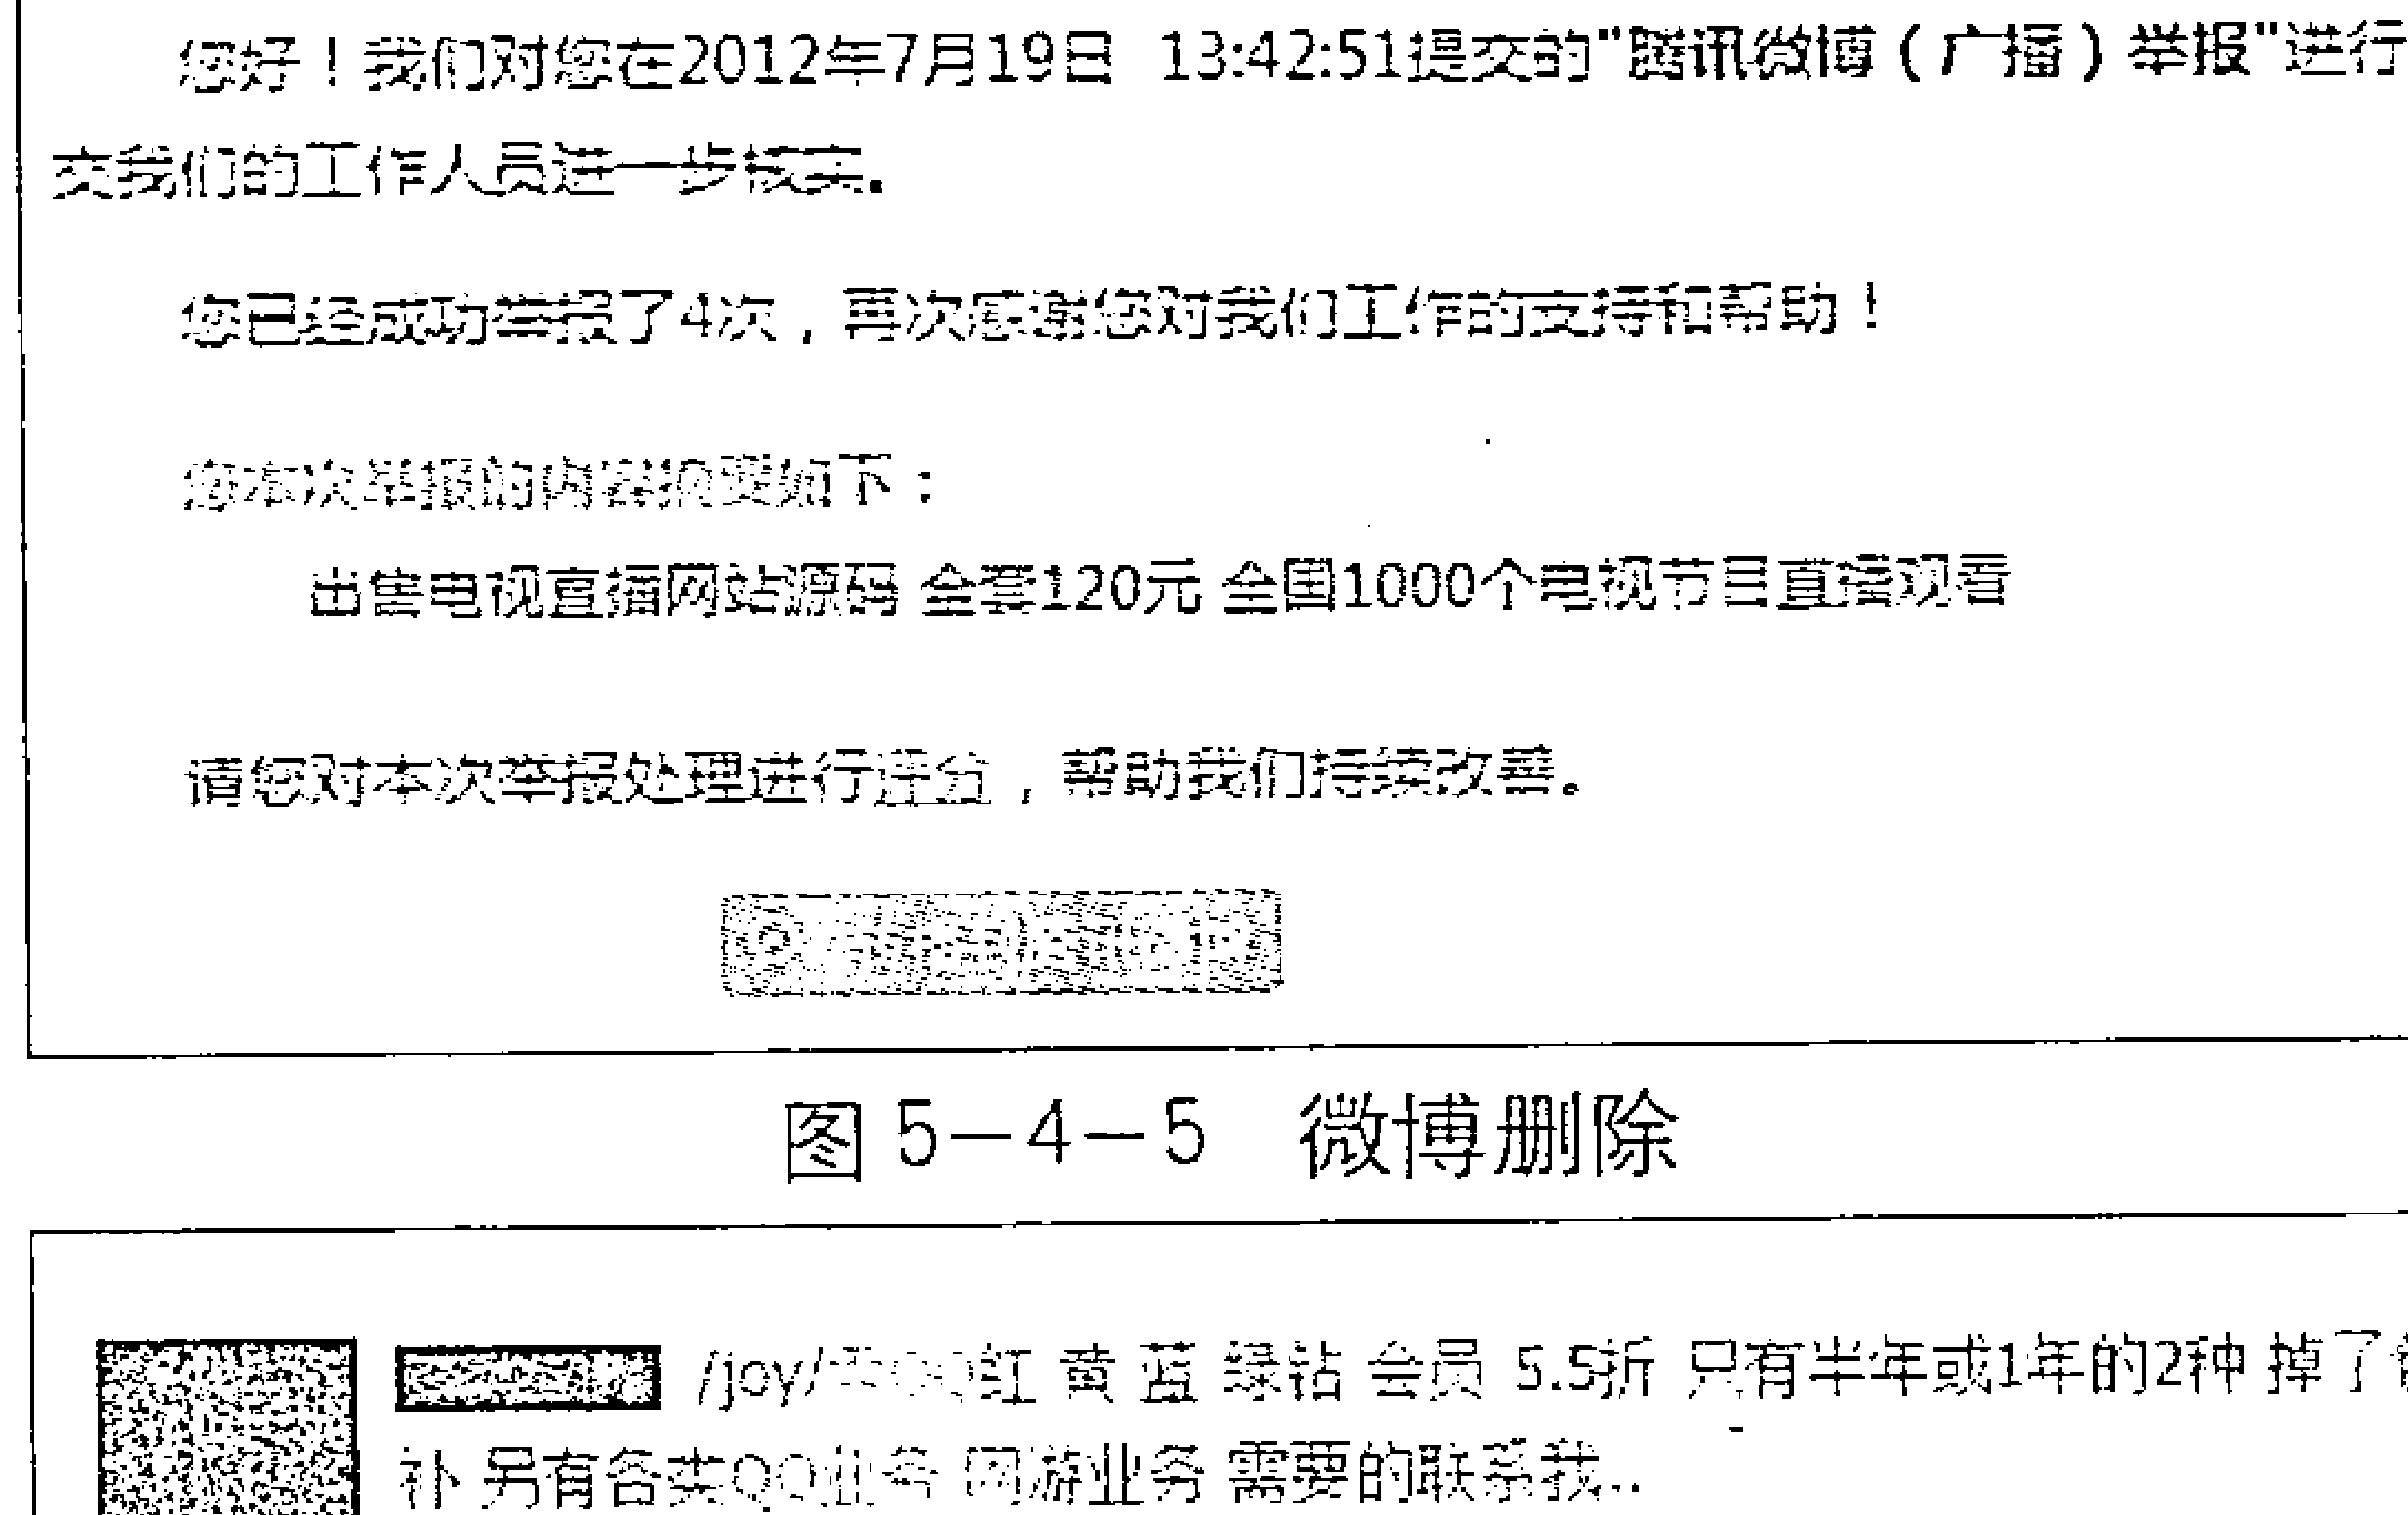 您好！我们对您在2012年7月19日 13:42:51提交的"腾讯微博（广播）举报"进行
交我们的工作人员进一步核实。
您已经成功举报了4次，再次感谢您对我们工作的支持和帮助！
您本次举报的内容摘要如下：
出售电视直播网站源码 全套120元 全国1000个电视节目直播观看
请您对本次举报处理进行评分，帮助我们持续改善。
图 5－4－5 微博删除
/joy/ 红 黄 蓝 绿钻 会员 5.5折 只有半年或1年的2种 掉了
补 另有各类QQ业务 网游业务 需要的联系我..